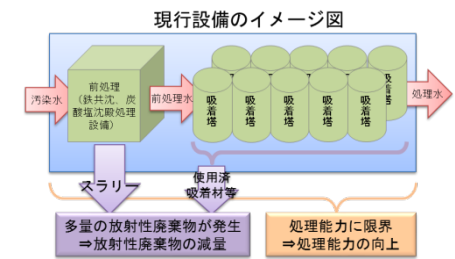 現行設備のイメージ図
汚染水
前処理
（鉄共沈、炭
酸塩沈殿処理
設備）
前処理水
吸着塔
吸着塔
吸着塔
吸着塔
吸着塔
処理水
スラリー
使用済
吸着材等
多量の放射性廃棄物が発生
⇒放射性廃棄物の減量
処理能力に限界
⇒処理能力の向上